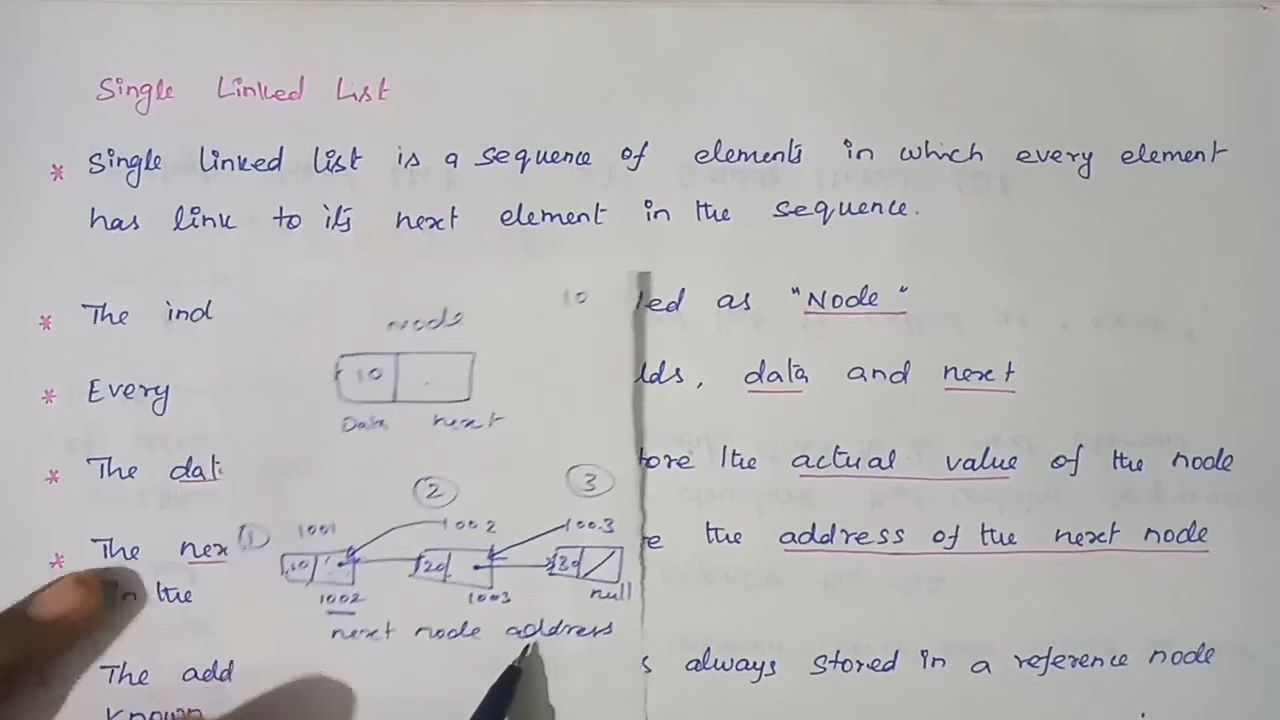 Single Linked List
* Single linked list is a sequence of elements in which every element
has link to its next element in the sequence.
* The ind
10
led as "Node"
Node
* Every
10
lds, data and next
Data next
* The dat
ore the actual value of the node
2 3
1001 1002 1003
* The nex
1
e the address of the next node
10 20 30
in the
1002 1003 null
next node address
The add
s always stored in a reference node
known